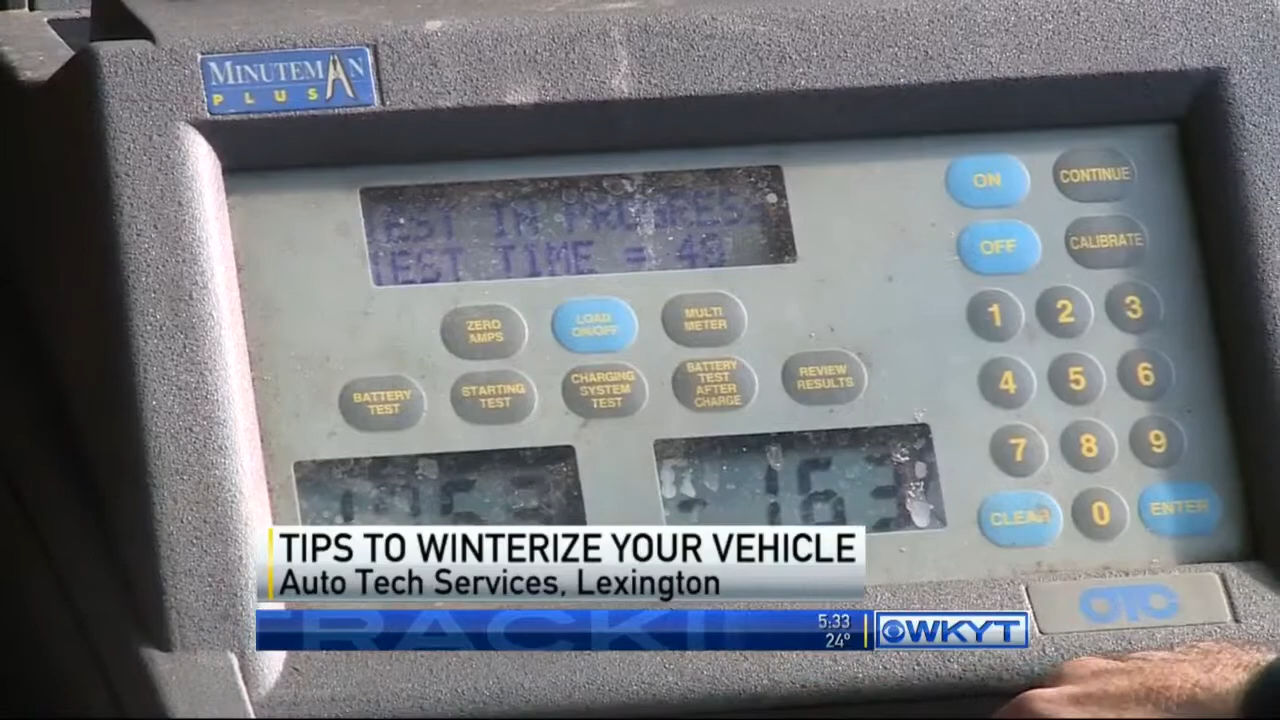 MINUTEMAN
PLUS
TEST IN PROGRESS
TEST TIME = 48
ON
CONTINUE
OFF
CALIBRATE
ZERO
AMPS
LOAD
ON/OFF
MULTI
METER
1
2
3
BATTERY
TEST
STARTING
TEST
CHARGING
SYSTEM
TEST
BATTERY
TEST
AFTER
CHARGE
REVIEW
RESULTS
4
5
6
7
8
9
CLEAR
0
ENTER
TIPS TO WINTERIZE YOUR VEHICLE
Auto Tech Services, Lexington
OTC
TRACKI
5:33
24°
WKYT